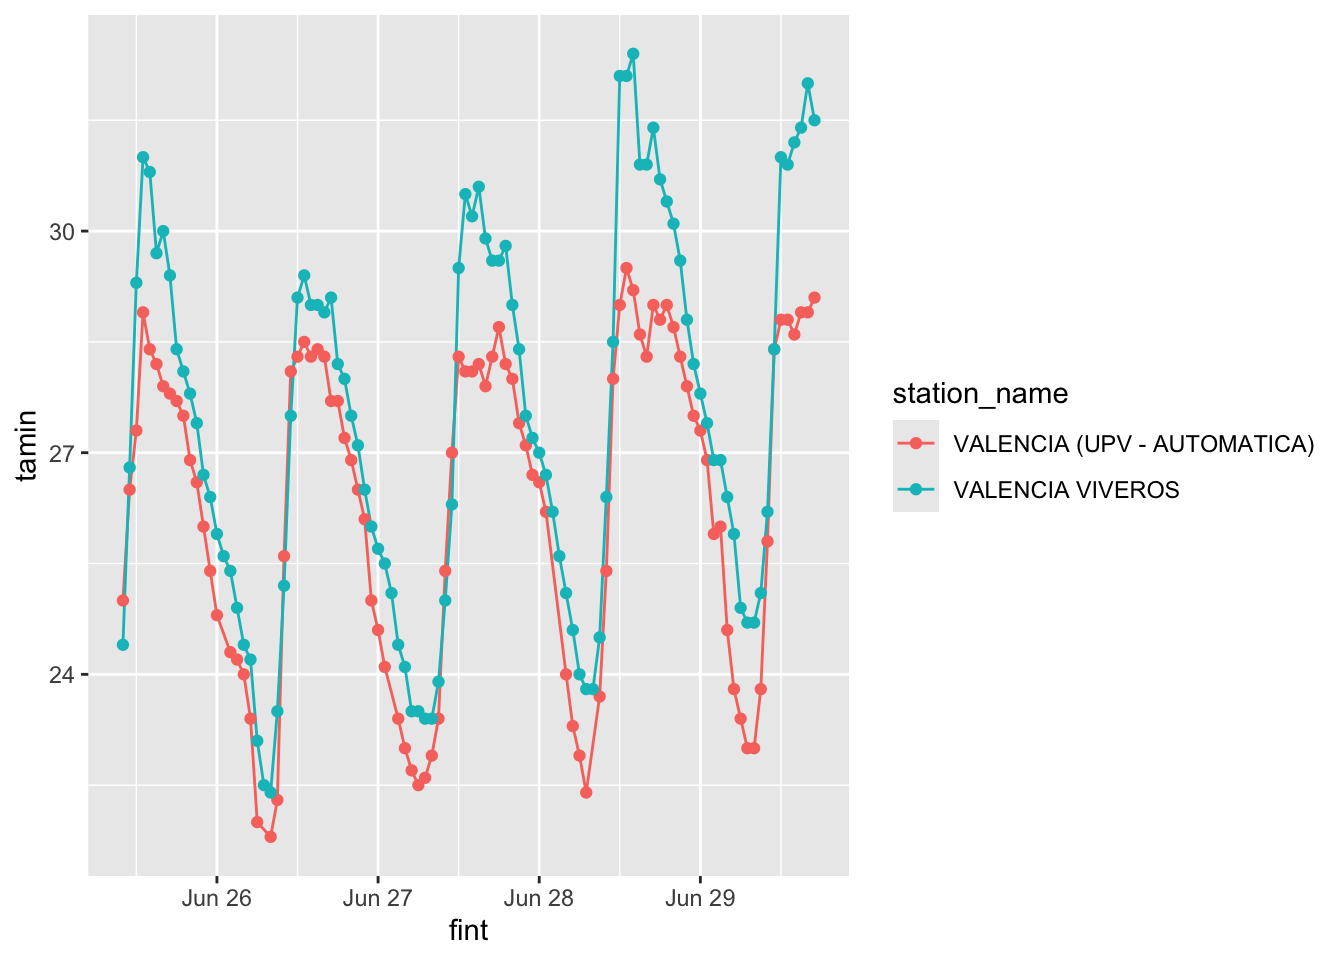 30
27
24
tamin
Jun 26
Jun 27
Jun 28
Jun 29
fint
station_name
VALENCIA (UPV - AUTOMATICA)
VALENCIA VIVEROS